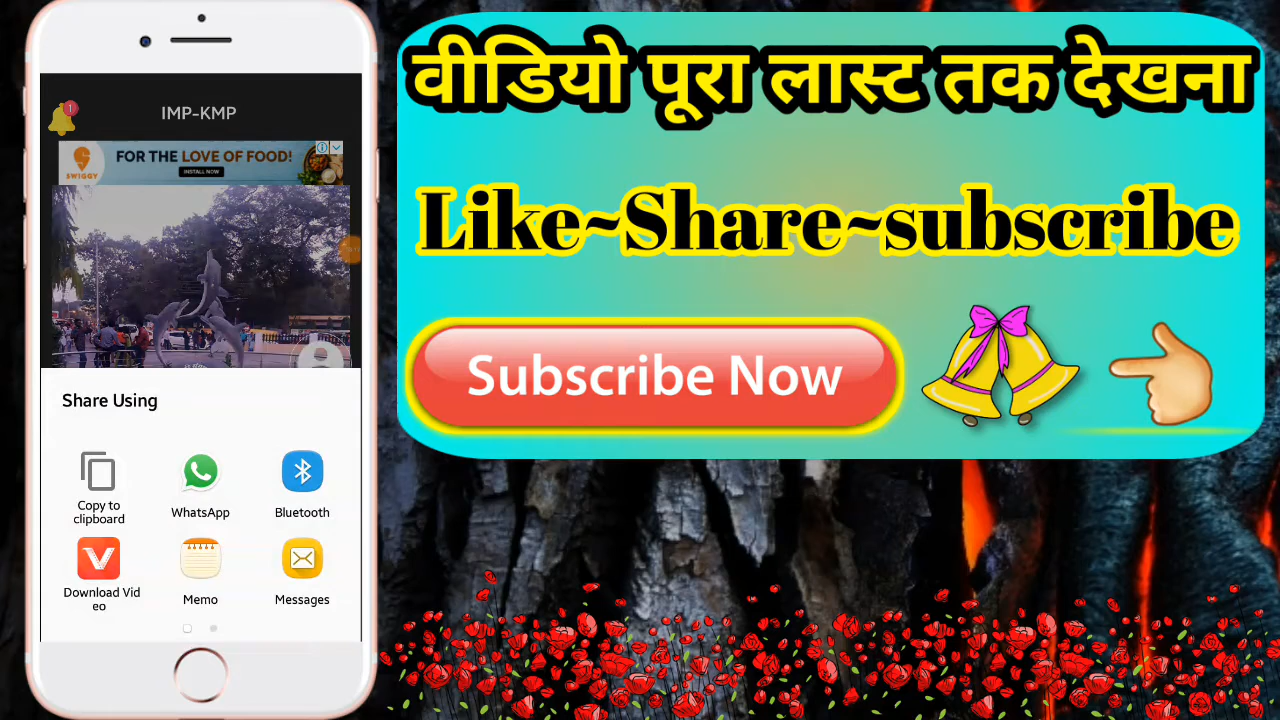 वीडियो पूरा लास्ट तक देखना
Like~Share~subscribe
Subscribe Now
1
IMP-KMP
SWIGGY
FOR THE LOVE OF FOOD!
INSTALL NOW
Share Using
Copy to
clipboard
WhatsApp
Bluetooth
Download Vid
eo
Memo
Messages